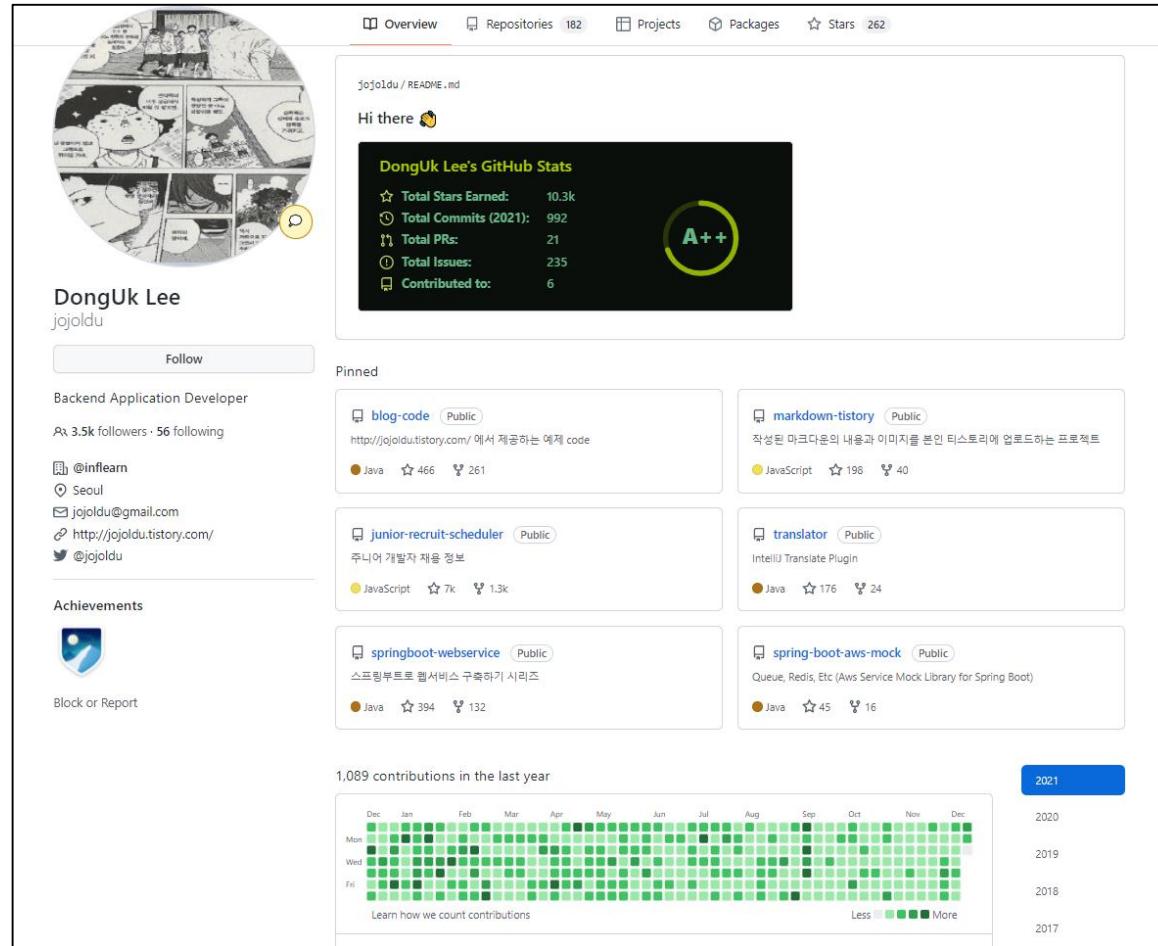 Overview Repositories 182 Projects Packages Stars 262
DongUk Lee
jojoldu
Follow
Backend Application Developer
3.5k followers · 56 following
@inflearn
Seoul
jojoldu@gmail.com
http://jojoldu.tistory.com/
@jojoldu
Achievements
Block or Report
jojoldu / README.md
Hi there 👋
DongUk Lee's GitHub Stats
Total Stars Earned: 10.3k
Total Commits (2021): 992
Total PRs: 21
Total Issues: 235
Contributed to: 6
A++
Pinned
blog-code Public
http://jojoldu.tistory.com/ 에서 제공하는 예제 code
Java 466 261
markdown-tistory Public
작성된 마크다운의 내용과 이미지를 본인 티스토리에 업로드하는 프로젝트
JavaScript 198 40
junior-recruit-scheduler Public
주니어 개발자 채용 정보
JavaScript 7k 1.3k
translator Public
IntelliJ Translate Plugin
Java 176 24
springboot-webservice Public
스프링부트로 웹서비스 구축하기 시리즈
Java 394 132
spring-boot-aws-mock Public
Queue, Redis, Etc (Aws Service Mock Library for Spring Boot)
Java 45 16
1,089 contributions in the last year
Dec Jan Feb Mar Apr May Jun Jul Aug Sep Oct Nov Dec
Mon
Wed
Fri
Learn how we count contributions
Less More
2021
2020
2019
2018
2017